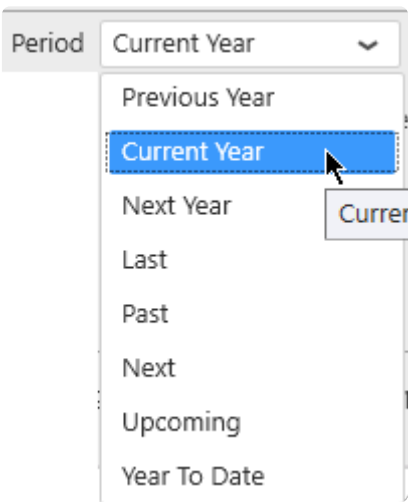 Period Current Year
Previous Year
Current Year
Next Year
Last
Past
Next
Upcoming
Year To Date